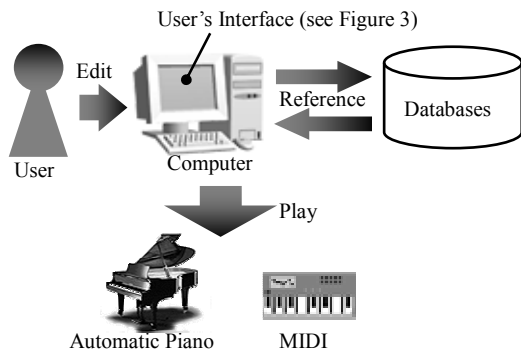 User's Interface (see Figure 3)
Edit
Reference
Databases
Computer
User
Play
Automatic Piano
MIDI